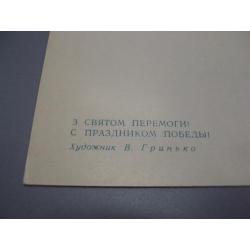 З СВЯТОМ ПЕРЕМОГИ!
С ПРАЗДНИКОМ ПОБЕДЫ!
Художник В. Гринько